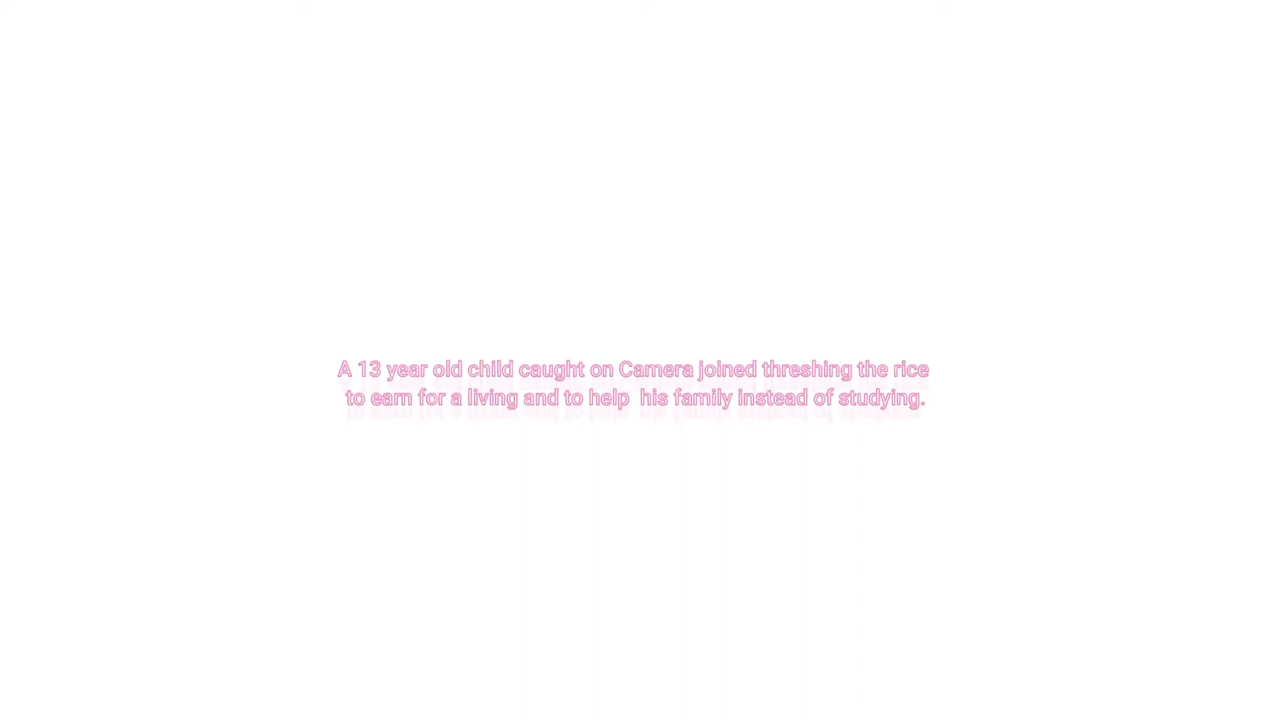 A 13 year old child caught on Camera joined threshing the rice
to earn for a living and to help  his family instead of studying.